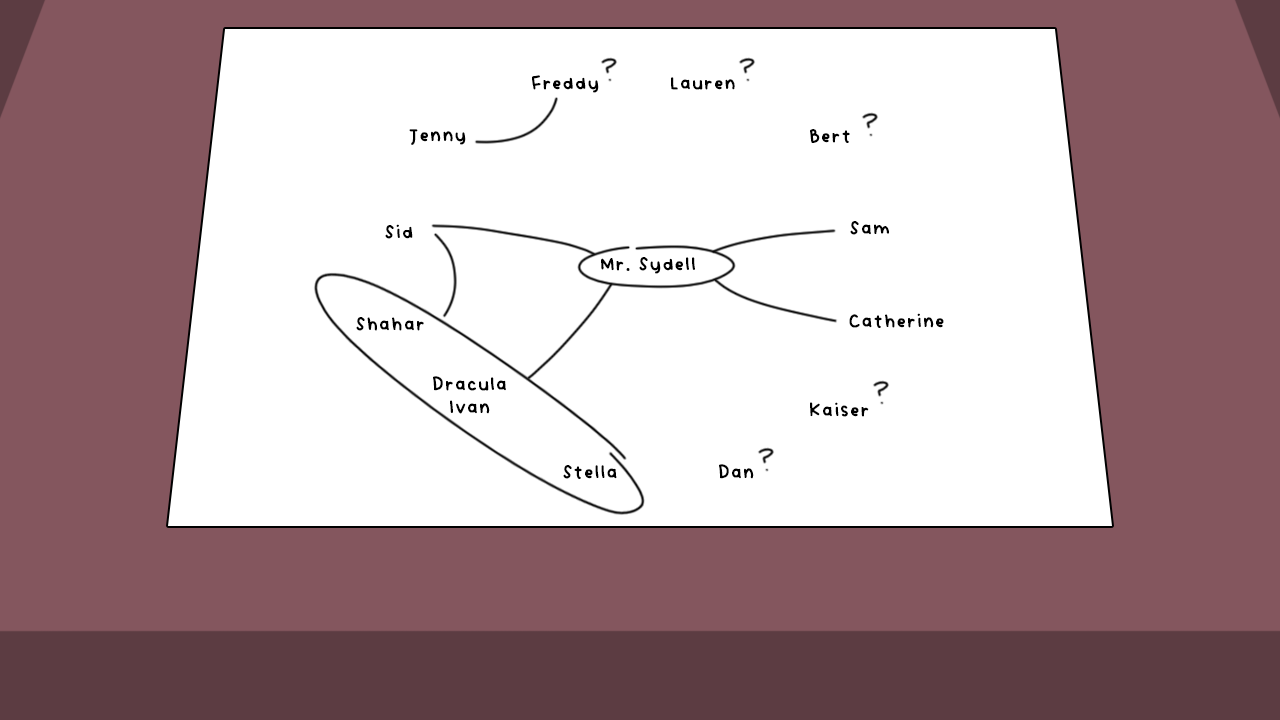 Freddy?
Lauren?
Jenny
Bert ?
Sid
Sam
Mr. Sydell
Shahar
Catherine
Dracula
Ivan
Kaiser?
Stella
Dan?